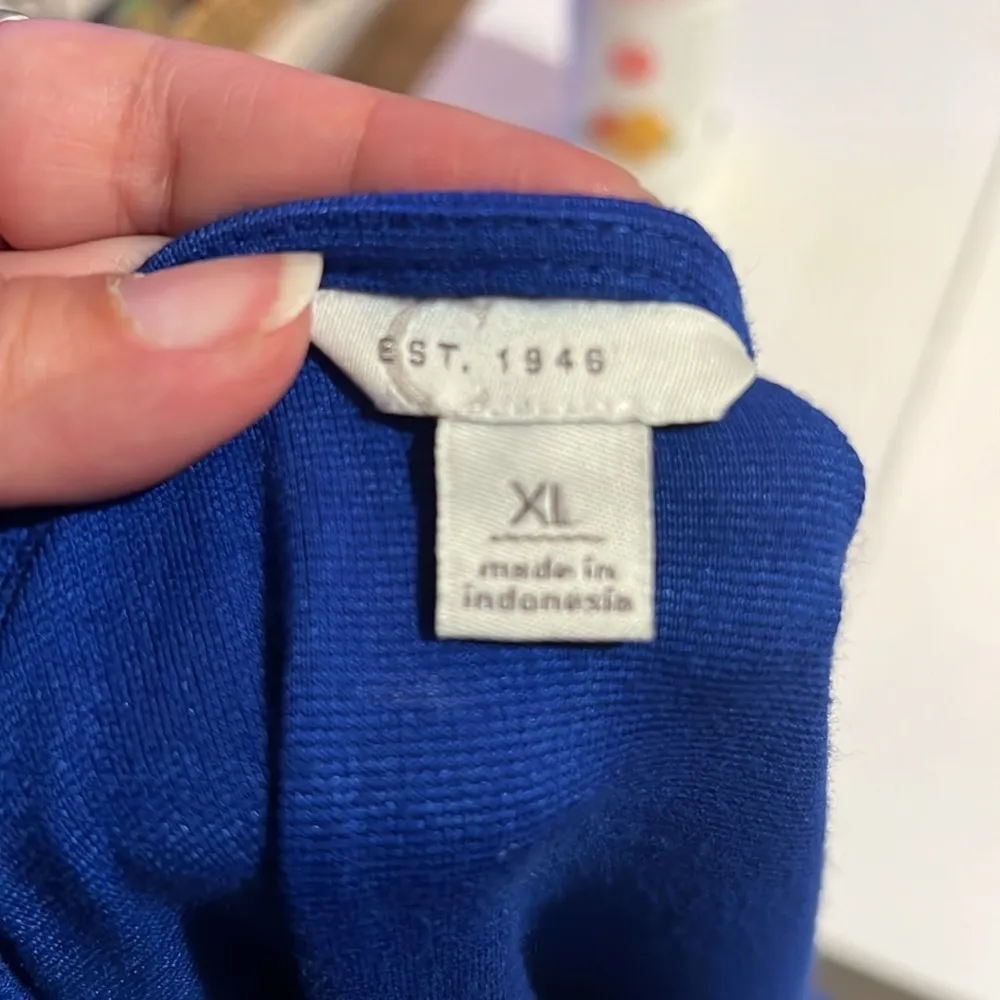 EST. 1946
XL
made in
indonesia